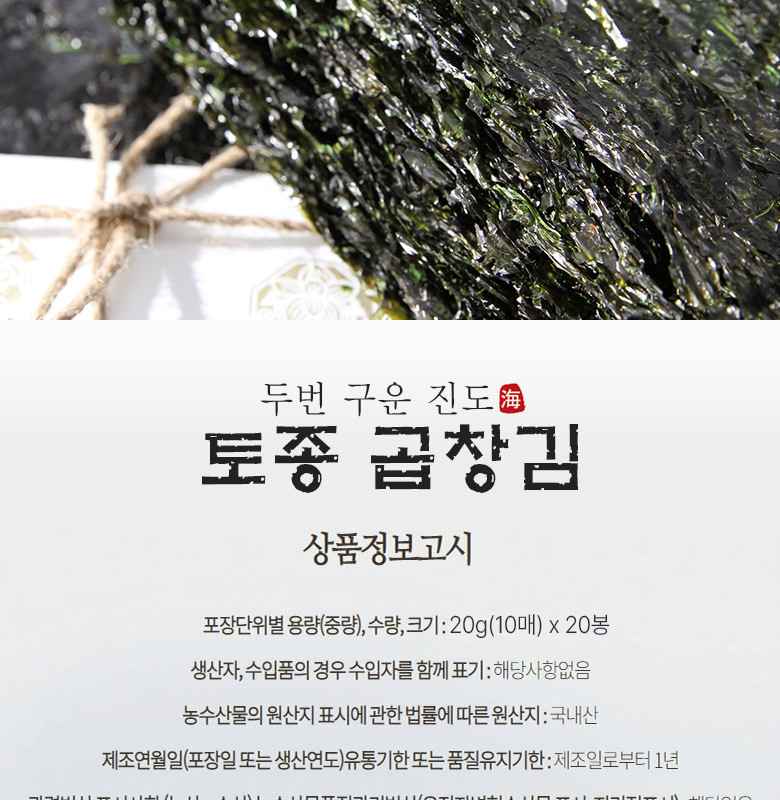 두번 구운 진도 海
토종 곱창김
상품정보고시
포장단위별 용량(중량), 수량, 크기 : 20g(10매) x 20봉
생산자, 수입품의 경우 수입자를 함께 표기 : 해당사항없음
농수산물의 원산지 표시에 관한 법률에 따른 원산지 : 국내산
제조연월일(포장일 또는 생산연도)유통기한 또는 품질유지기한 : 제조일로부터 1년